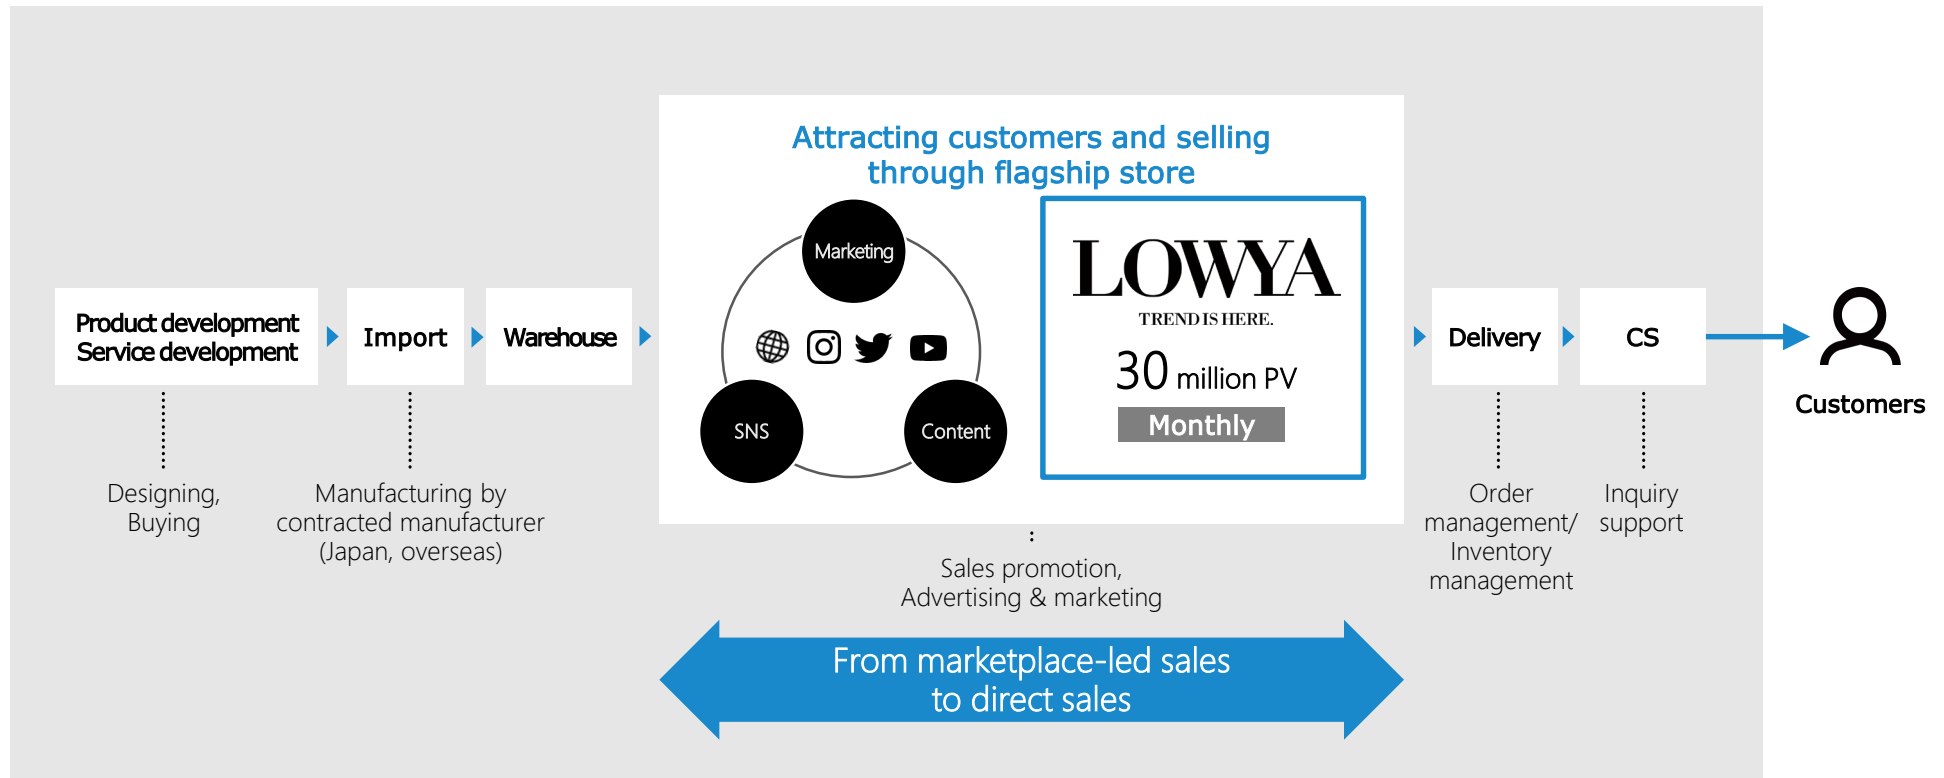 Attracting customers and selling
through flagship store
Marketing
SNS
Content
LOWYA
TREND IS HERE.
30 million PV
Monthly
Product development
Service development
Import
Warehouse
Delivery
CS
Customers
Designing,
Buying
Manufacturing by
contracted manufacturer
(Japan, overseas)
Sales promotion,
Advertising & marketing
Order
management/
Inventory
management
Inquiry
support
From marketplace-led sales
to direct sales